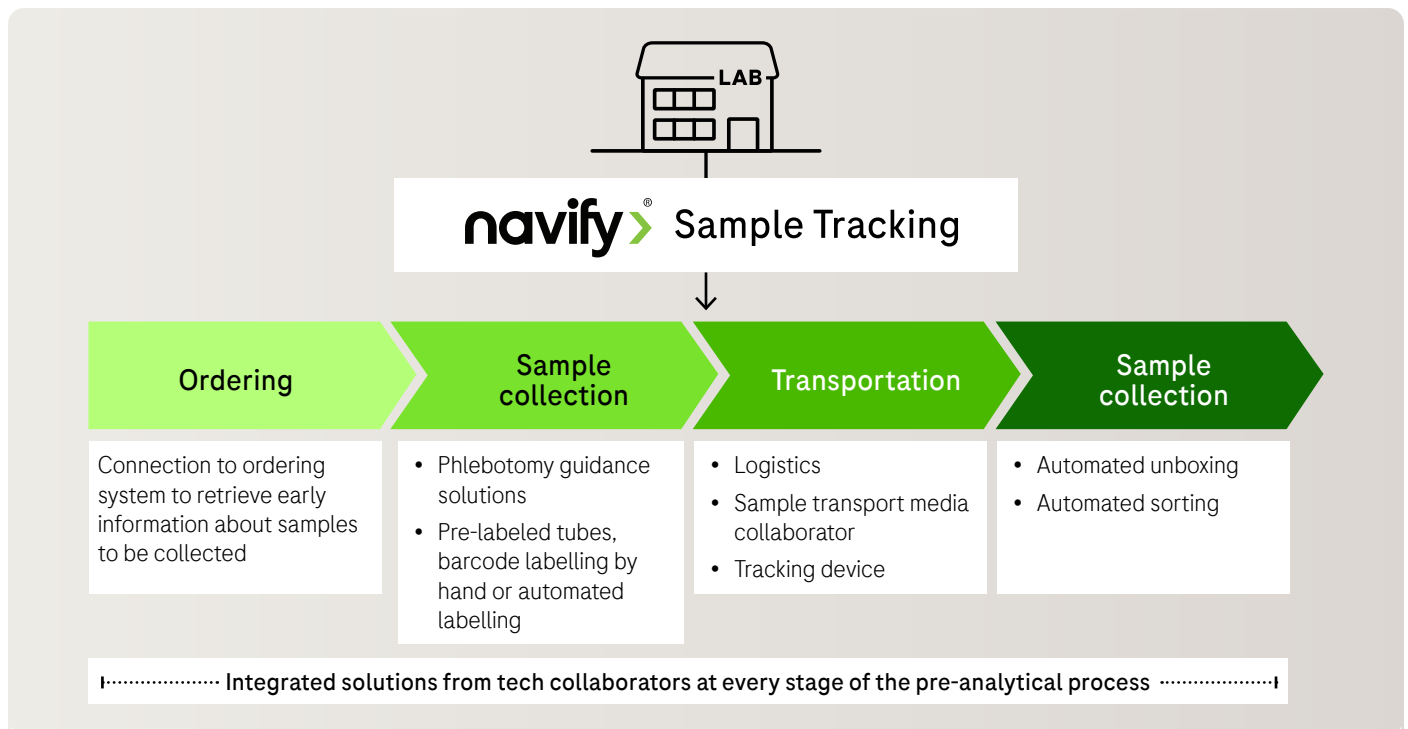 LAB
navify® Sample Tracking
Ordering
Sample
collection
Transportation
Sample
collection
Connection to ordering
system to retrieve early
information about samples
to be collected
• Phlebotomy guidance
solutions
• Pre-labeled tubes,
barcode labelling by
hand or automated
labelling
• Logistics
• Sample transport media
collaborator
• Tracking device
• Automated unboxing
• Automated sorting
Integrated solutions from tech collaborators at every stage of the pre-analytical process